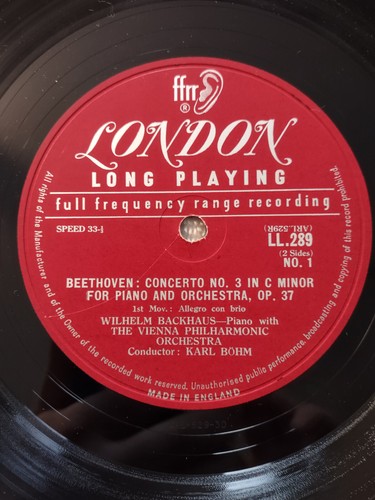 ffrr
®
LONDON
LONG PLAYING
full frequency range recording
SPEED 33⅓
(ARL.529R)
LL.289
(2 Sides)
NO. 1
BEETHOVEN: CONCERTO NO. 3 IN C MINOR
FOR PIANO AND ORCHESTRA, OP. 37
1st Mov.: Allegro con brio
WILHELM BACKHAUS—Piano with
THE VIENNA PHILHARMONIC
ORCHESTRA
Conductor: KARL BÖHM
All rights of the Manufacturer and of the Owner of the recorded work reserved. Unauthorised public performance, broadcasting and copying of this record prohibited.
MADE IN ENGLAND